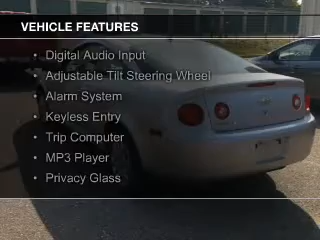 VEHICLE FEATURES
• Digital Audio Input
• Adjustable Tilt Steering Wheel
Alarm System
• Keyless Entry
• Trip Computer
• MP3 Player
• Privacy Glass